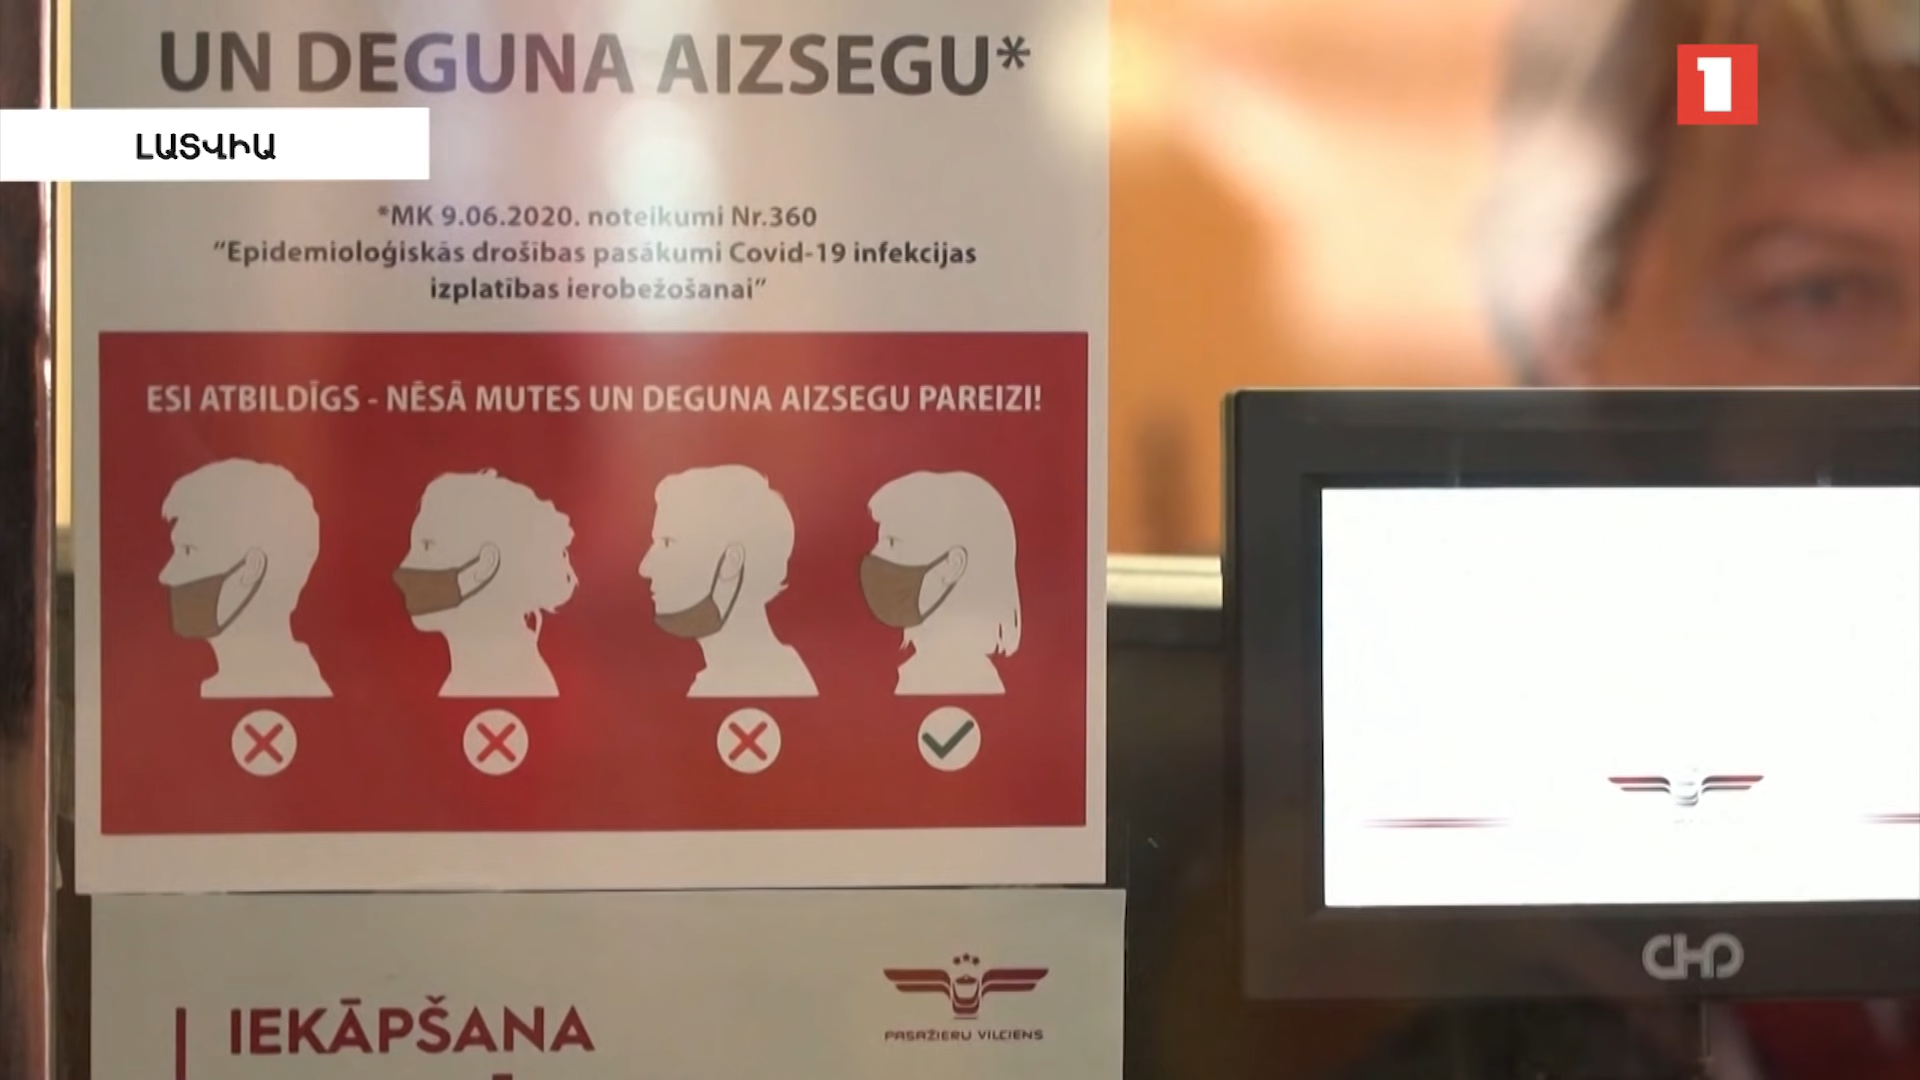 UN DEGUNA AIZSEGU*
1
ԼԱՏՎԻԱ
*MK 9.06.2020. noteikumi Nr.360
“Epidemioloģiskās drošības pasākumi Covid-19 infekcijas
izplatības ierobežošanai”
ESI ATBILDĪGS - NĒSĀ MUTES UN DEGUNA AIZSEGU PAREIZI!
CHD
PASAŽIERU VILCIENS
IEKĀPŠANA